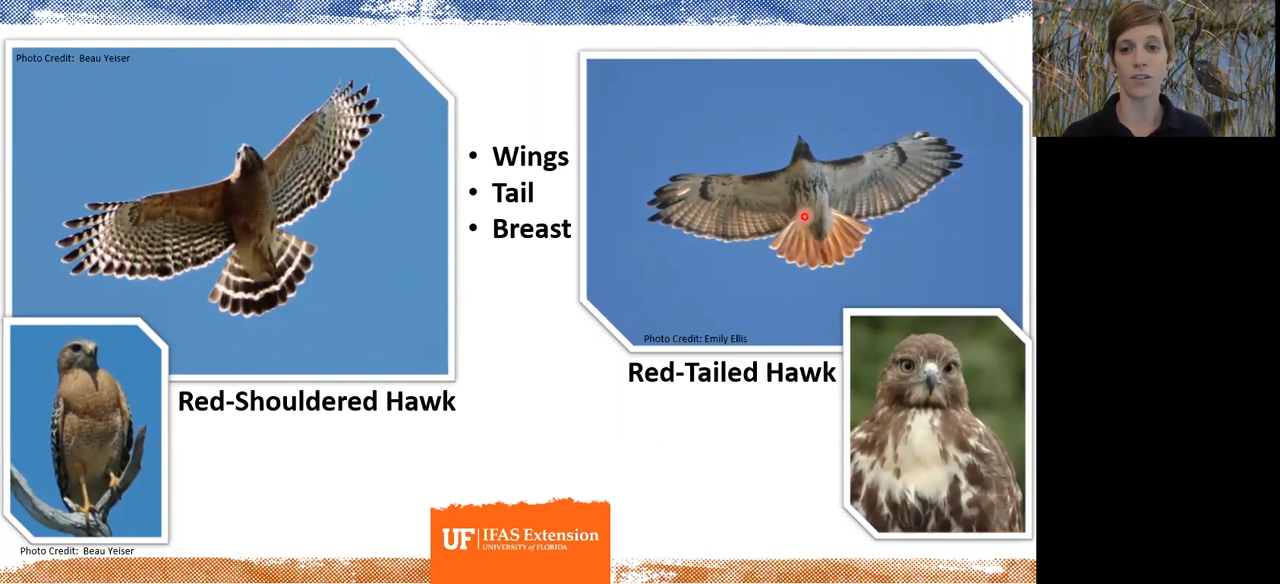 Photo Credit:  Beau Yeiser
• Wings
• Tail
• Breast
Photo Credit: Emily Ellis
Red-Shouldered Hawk
Red-Tailed Hawk
Photo Credit:  Beau Yeiser
UF | IFAS Extension
UNIVERSITY of FLORIDA